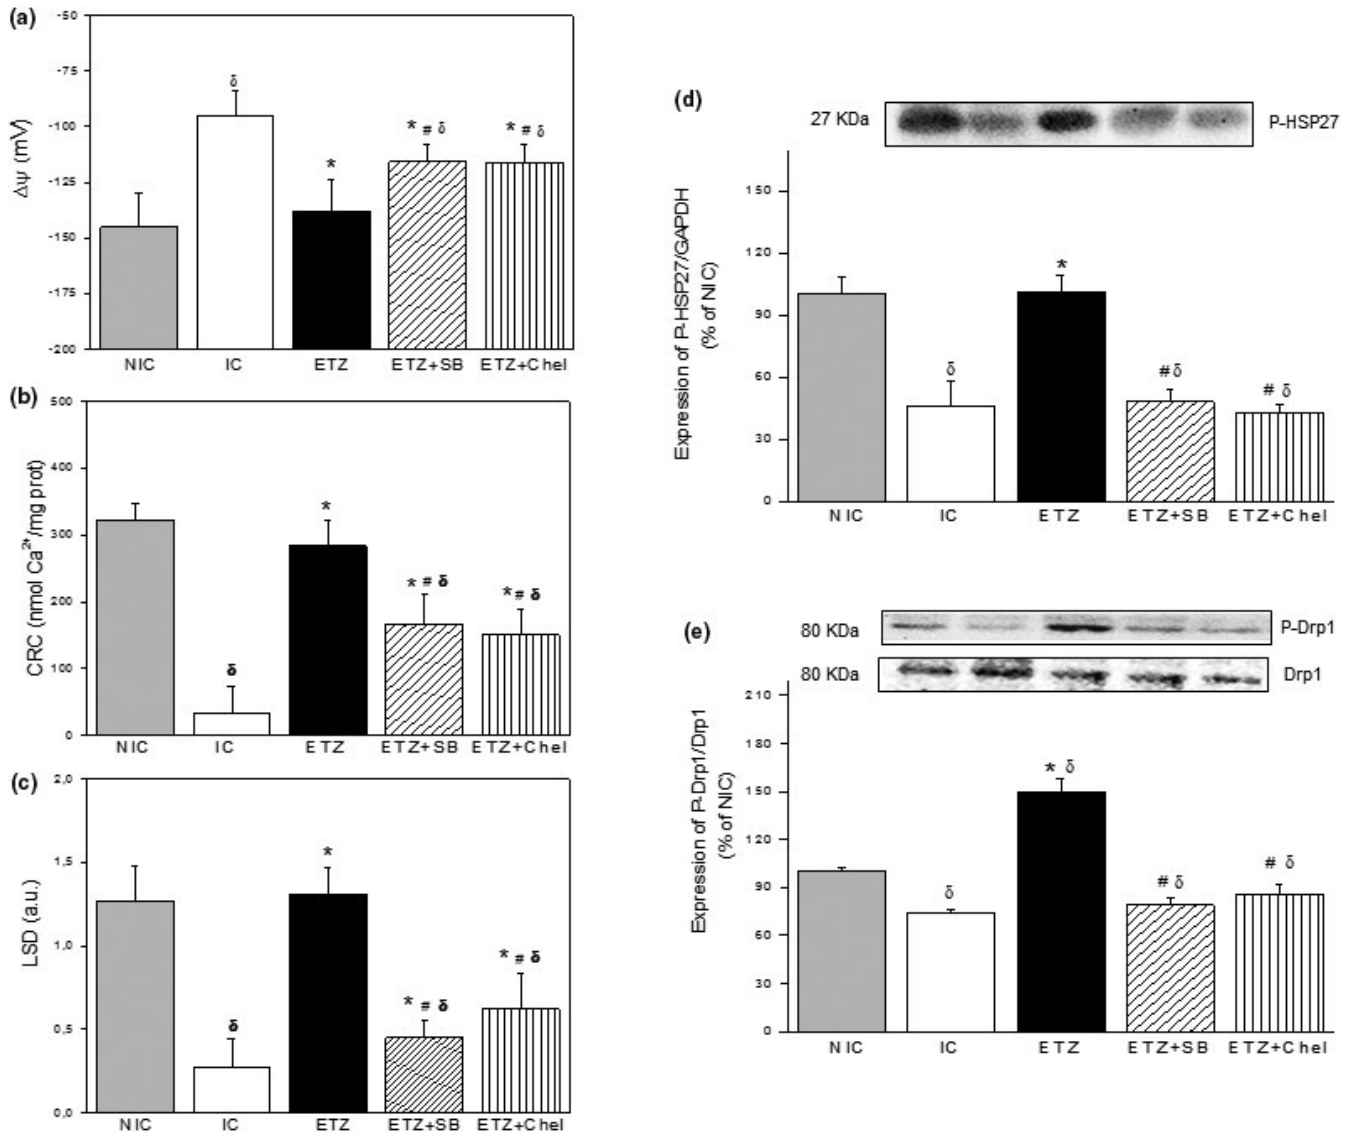 (a)
-50
-75
-100
-125
-150
-175
-200
Δψ (mV)
δ
*
* # δ
* # δ
NIC IC ETZ ETZ+SB ETZ+Chel
(b)
500
400
300
200
100
0
CRC (nmol Ca²⁺/mg prot)
δ
*
* # δ
* # δ
NIC IC ETZ ETZ+SB ETZ+Chel
(c)
2,0
1,5
1,0
0,5
0,0
LSD (a.u.)
δ
*
* # δ
* # δ
NIC IC ETZ ETZ+SB ETZ+Chel
(d)
27 KDa P-HSP27
150
120
90
60
30
0
Expression of P-HSP27/GAPDH
(% of NIC)
δ
*
# δ
# δ
NIC IC ETZ ETZ+SB ETZ+Chel
(e)
80 KDa P-Drp1
80 KDa Drp1
210
180
150
120
90
60
30
0
Expression of P-Drp1/Drp1
(% of NIC)
δ
* δ
# δ
# δ
NIC IC ETZ ETZ+SB ETZ+Chel